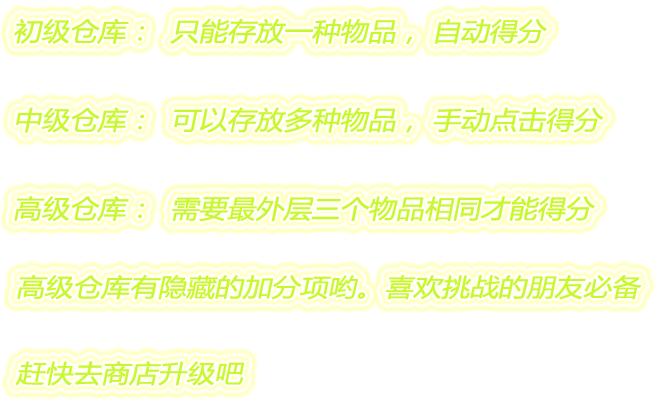 初级仓库： 只能存放一种物品，自动得分
中级仓库： 可以存放多种物品，手动点击得分
高级仓库： 需要最外层三个物品相同才能得分
高级仓库有隐藏的加分项哟。喜欢挑战的朋友必备
赶快去商店升级吧